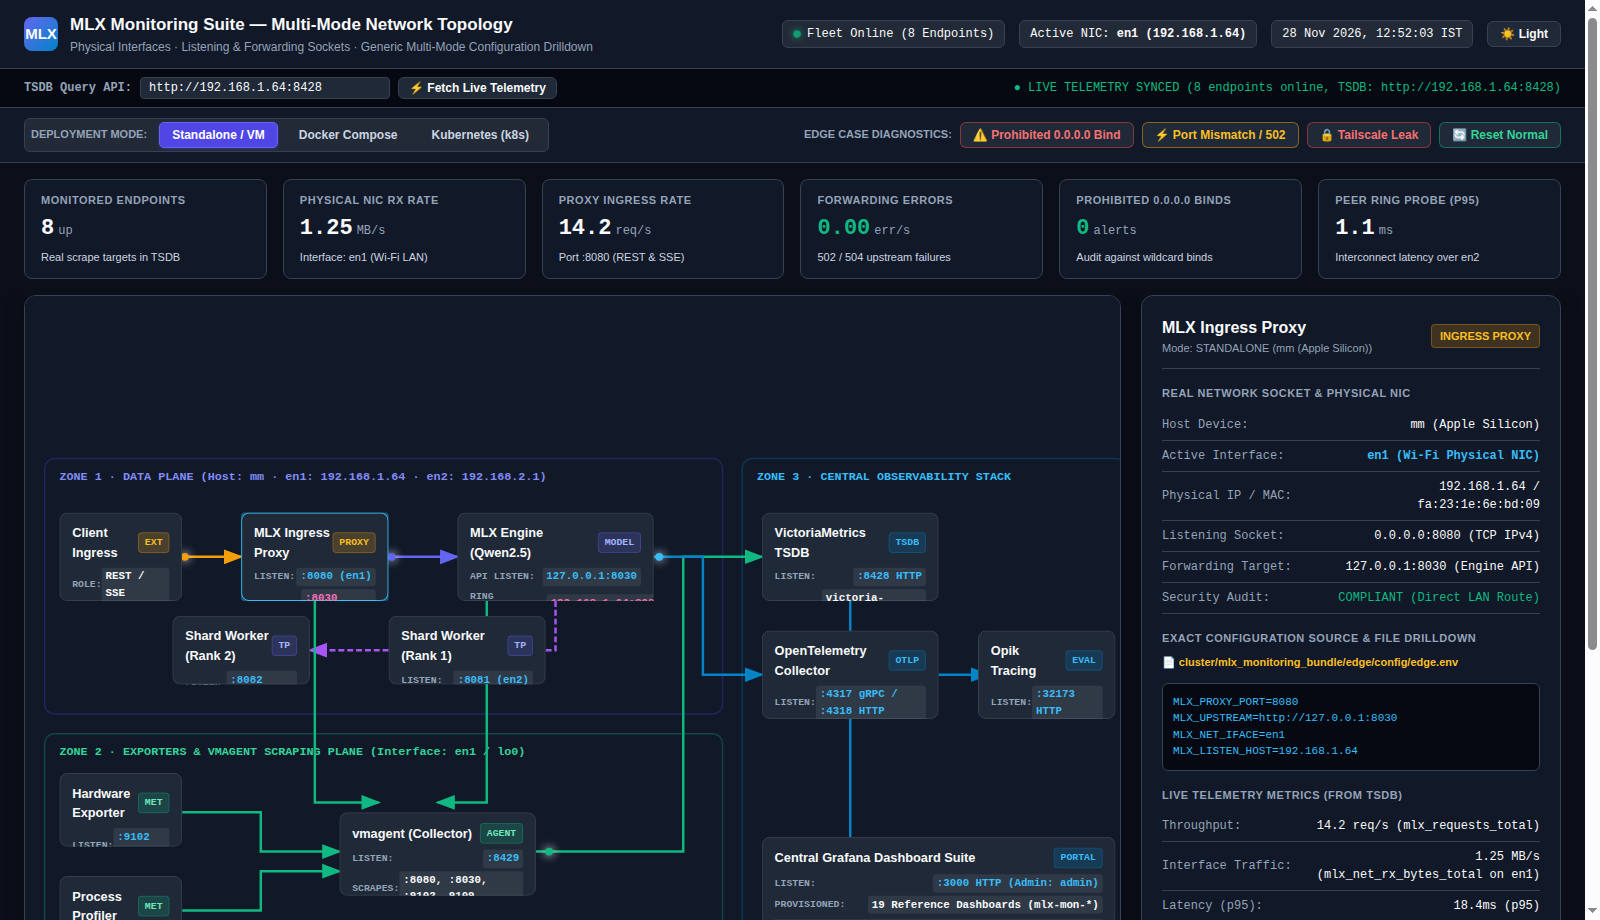 MLX
MLX Monitoring Suite — Multi-Mode Network Topology
Physical Interfaces · Listening & Forwarding Sockets · Generic Multi-Mode Configuration Drilldown
Fleet Online (8 Endpoints)
Active NIC: en1 (192.168.1.64)
28 Nov 2026, 12:52:03 IST
☀️ Light
TSDB Query API:
http://192.168.1.64:8428
⚡ Fetch Live Telemetry
● LIVE TELEMETRY SYNCED (8 endpoints online, TSDB: http://192.168.1.64:8428)
DEPLOYMENT MODE:
Standalone / VM
Docker Compose
Kubernetes (k8s)
EDGE CASE DIAGNOSTICS:
⚠️ Prohibited 0.0.0.0 Bind
⚡ Port Mismatch / 502
🔒 Tailscale Leak
🔄 Reset Normal
MONITORED ENDPOINTS
8 up
Real scrape targets in TSDB
PHYSICAL NIC RX RATE
1.25 MB/s
Interface: en1 (Wi-Fi LAN)
PROXY INGRESS RATE
14.2 req/s
Port :8080 (REST & SSE)
FORWARDING ERRORS
0.00 err/s
502 / 504 upstream failures
PROHIBITED 0.0.0.0 BINDS
0 alerts
Audit against wildcard binds
PEER RING PROBE (P95)
1.1 ms
Interconnect latency over en2
ZONE 1 · DATA PLANE (Host: mm · en1: 192.168.1.64 · en2: 192.168.2.1)
Client
Ingress
EXT
ROLE:
REST /
SSE
MLX Ingress
Proxy
PROXY
LISTEN:
:8080 (en1)
:8030
MLX Engine
(Qwen2.5)
MODEL
API LISTEN:
127.0.0.1:8030
RING
Shard Worker
(Rank 2)
TP
:8082
Shard Worker
(Rank 1)
TP
LISTEN:
:8081 (en2)
ZONE 2 · EXPORTERS & VMAGENT SCRAPING PLANE (Interface: en1 / lo0)
Hardware
Exporter
MET
LISTEN:
:9102
Process
Profiler
MET
vmagent (Collector)
AGENT
LISTEN:
:8429
SCRAPES:
:8080, :8030,
ZONE 3 · CENTRAL OBSERVABILITY STACK
VictoriaMetrics
TSDB
TSDB
LISTEN:
:8428 HTTP
victoria-
OpenTelemetry
Collector
OTLP
LISTEN:
:4317 gRPC /
:4318 HTTP
Opik
Tracing
EVAL
LISTEN:
:32173
HTTP
Central Grafana Dashboard Suite
PORTAL
LISTEN:
:3000 HTTP (Admin: admin)
PROVISIONED:
19 Reference Dashboards (mlx-mon-*)
MLX Ingress Proxy
Mode: STANDALONE (mm (Apple Silicon))
INGRESS PROXY
REAL NETWORK SOCKET & PHYSICAL NIC
Host Device:
mm (Apple Silicon)
Active Interface:
en1 (Wi-Fi Physical NIC)
Physical IP / MAC:
192.168.1.64 /
fa:23:1e:6e:bd:09
Listening Socket:
0.0.0.0:8080 (TCP IPv4)
Forwarding Target:
127.0.0.1:8030 (Engine API)
Security Audit:
COMPLIANT (Direct LAN Route)
EXACT CONFIGURATION SOURCE & FILE DRILLDOWN
📄 cluster/mlx_monitoring_bundle/edge/config/edge.env
MLX_PROXY_PORT=8080
MLX_UPSTREAM=http://127.0.0.1:8030
MLX_NET_IFACE=en1
MLX_LISTEN_HOST=192.168.1.64
LIVE TELEMETRY METRICS (FROM TSDB)
Throughput:
14.2 req/s (mlx_requests_total)
Interface Traffic:
1.25 MB/s
(mlx_net_rx_bytes_total on en1)
Latency (p95):
18.4ms (p95)